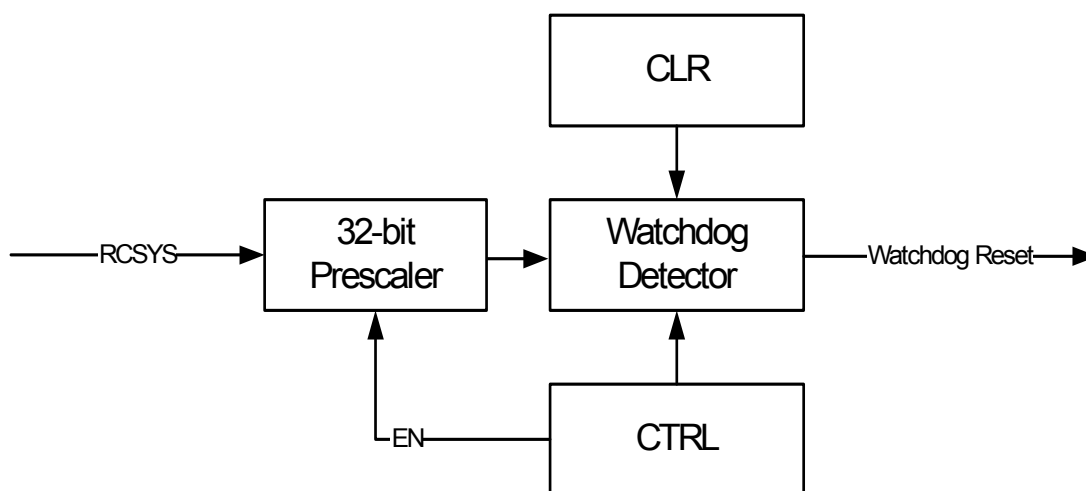 CLR
RCSYS
32-bit
Prescaler
Watchdog
Detector
Watchdog Reset
EN
CTRL